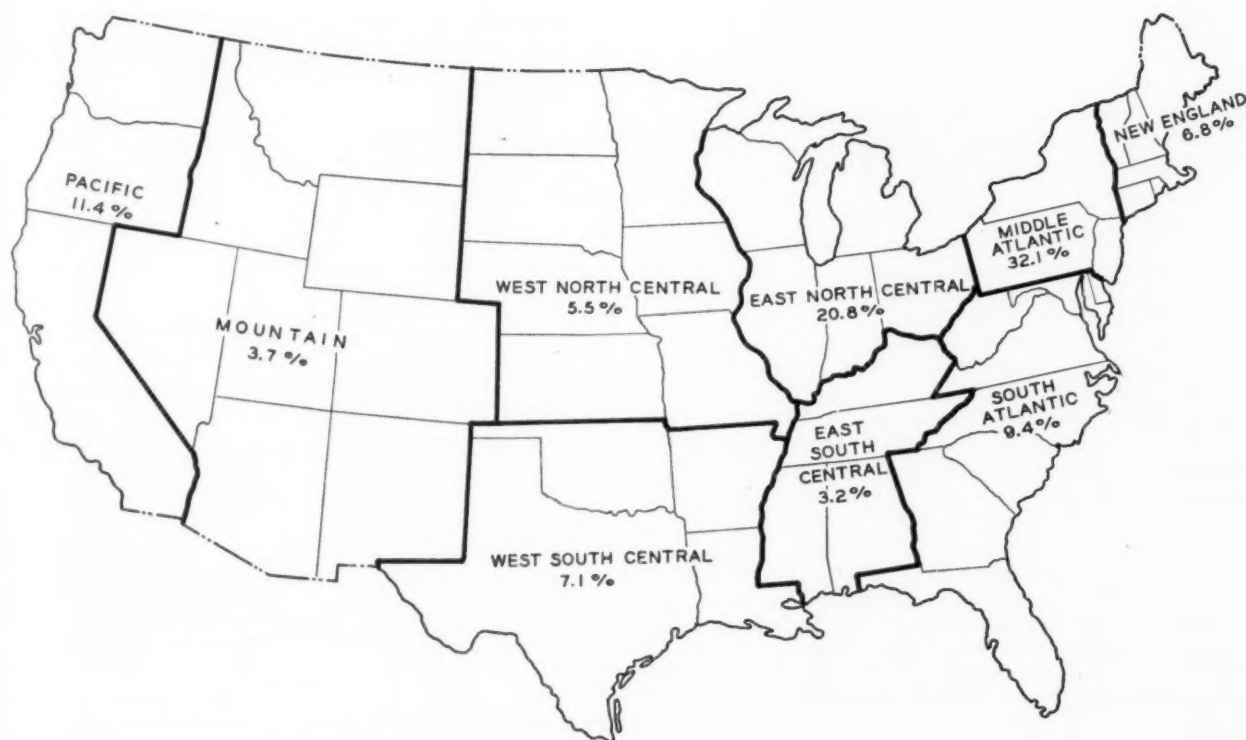 NEW ENGLAND
6.8%
PACIFIC
11.4%
MIDDLE
ATLANTIC
32.1%
WEST NORTH CENTRAL
5.5%
EAST NORTH CENTRAL
20.8%
MOUNTAIN
3.7%
SOUTH
ATLANTIC
9.4%
EAST
SOUTH
CENTRAL
3.2%
WEST SOUTH CENTRAL
7.1%